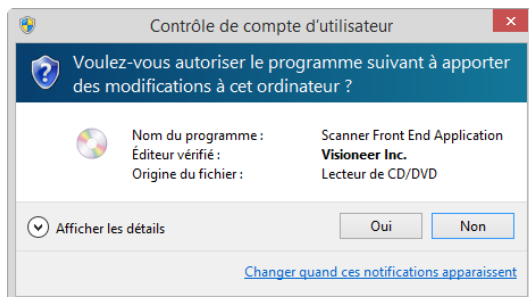 Contrôle de compte d'utilisateur
Voulez-vous autoriser le programme suivant à apporter
des modifications à cet ordinateur ?
Nom du programme : Scanner Front End Application
Éditeur vérifié : Visioneer Inc.
Origine du fichier : Lecteur de CD/DVD
Afficher les détails Oui Non
Changer quand ces notifications apparaissent